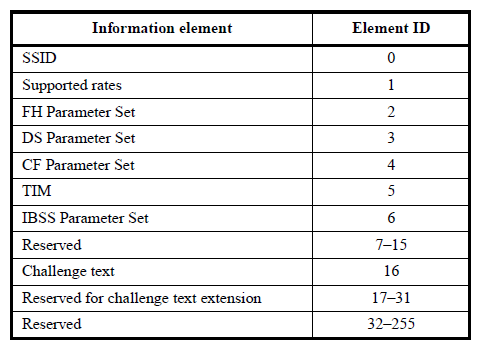 Information element Element ID
SSID 0
Supported rates 1
FH Parameter Set 2
DS Parameter Set 3
CF Parameter Set 4
TIM 5
IBSS Parameter Set 6
Reserved 7–15
Challenge text 16
Reserved for challenge text extension 17–31
Reserved 32–255